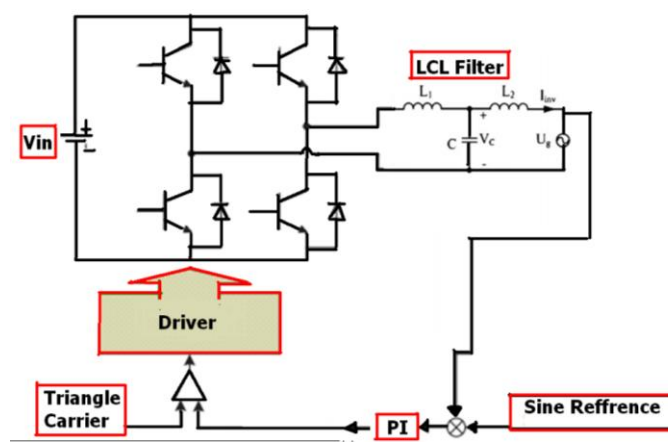 LCL Filter
L1
L2
Iinv
Vin
+
-
+
C
Vc
-
Ug
Driver
Triangle
Carrier
PI
Sine Reffrence